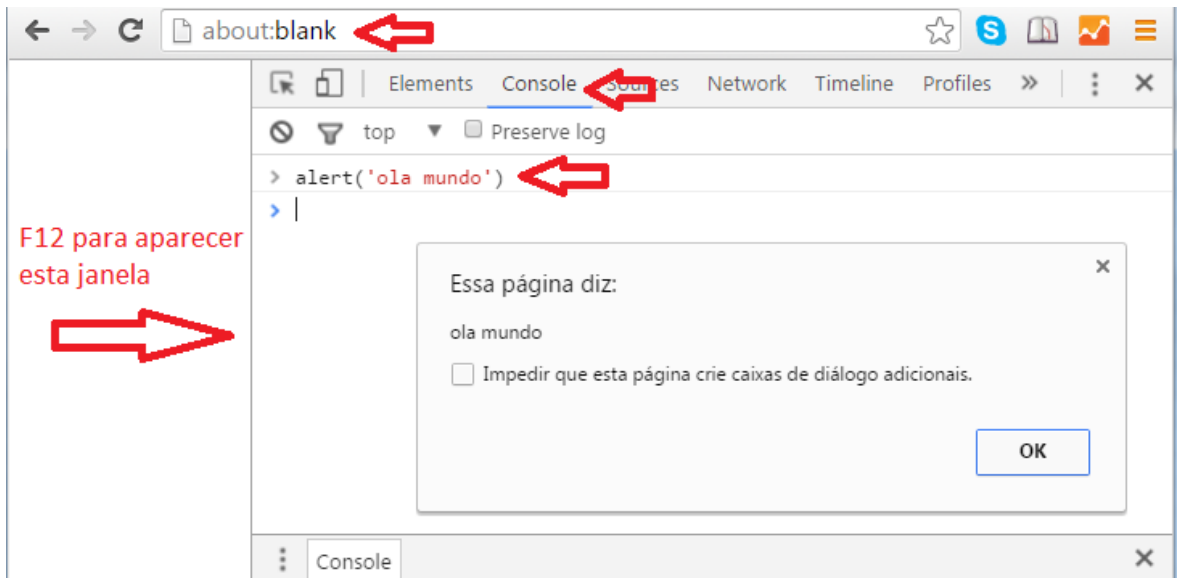 about:blank
Elements Console Sources Network Timeline Profiles »
top Preserve log
> alert('ola mundo')
>
F12 para aparecer
esta janela
Essa página diz:
ola mundo
Impedir que esta página crie caixas de diálogo adicionais.
OK
Console